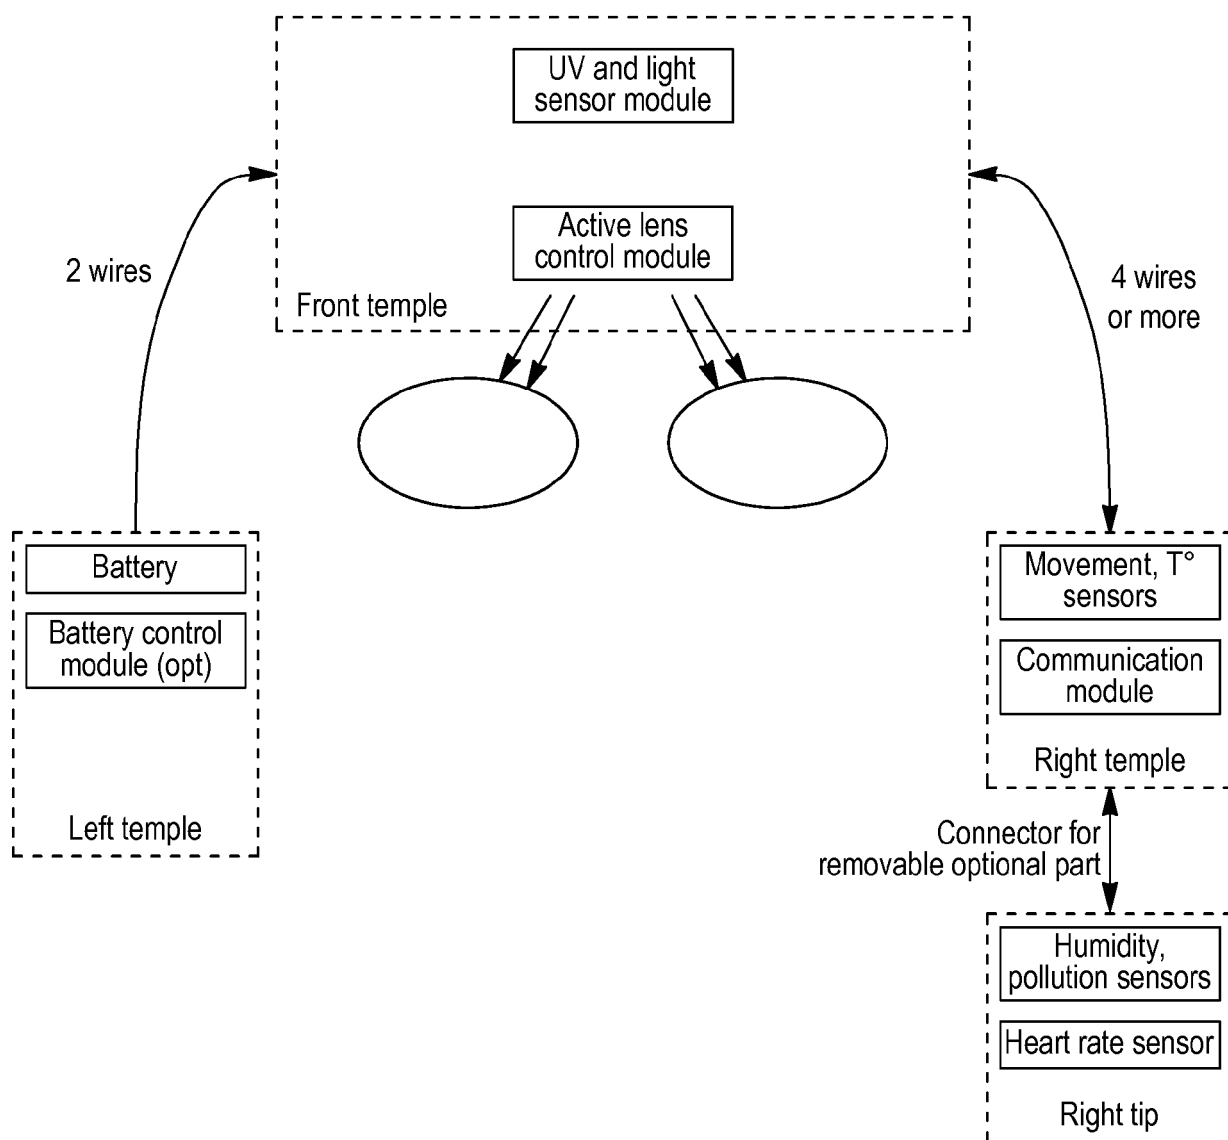 UV and light
sensor module
Active lens
control module
Front temple
2 wires
4 wires
or more
Battery
Battery control
module (opt)
Left temple
Movement, T°
sensors
Communication
module
Right temple
Connector for
removable optional part
Humidity,
pollution sensors
Heart rate sensor
Right tip